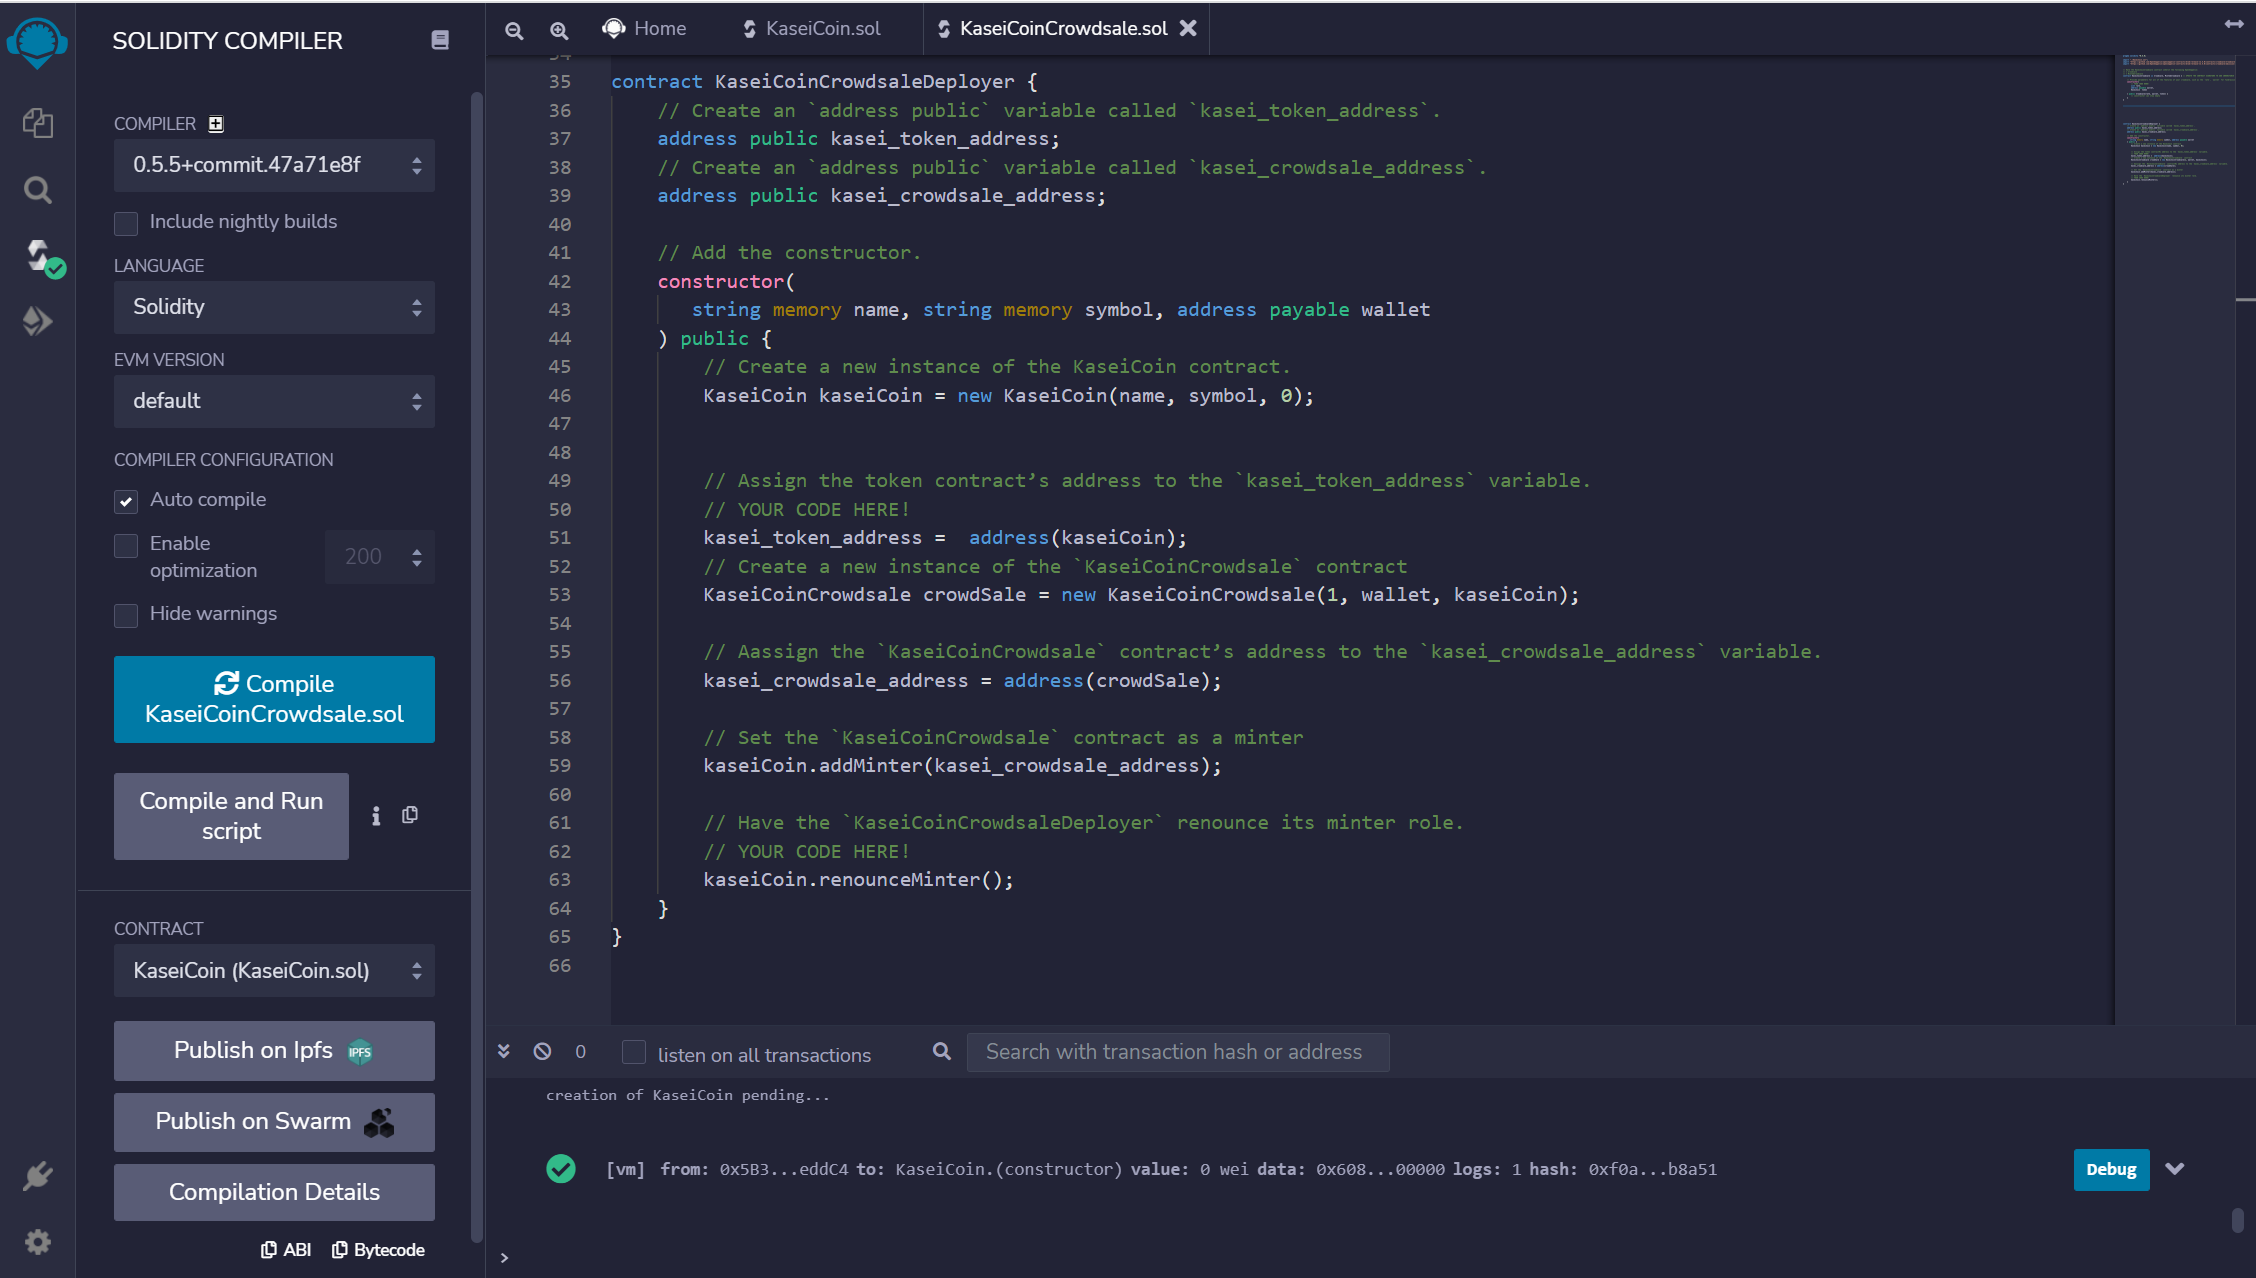 SOLIDITY COMPILER
COMPILER
0.5.5+commit.47a71e8f
Include nightly builds
LANGUAGE
Solidity
EVM VERSION
default
COMPILER CONFIGURATION
Auto compile
Enable
optimization
200
Hide warnings
Compile
KaseiCoinCrowdsale.sol
Compile and Run
script
i
CONTRACT
KaseiCoin (KaseiCoin.sol)
Publish on Ipfs IPFS
Publish on Swarm
Compilation Details
ABI Bytecode
Home KaseiCoin.sol KaseiCoinCrowdsale.sol
34
35 contract KaseiCoinCrowdsaleDeployer {
36 // Create an `address public` variable called `kasei_token_address`.
37 address public kasei_token_address;
38 // Create an `address public` variable called `kasei_crowdsale_address`.
39 address public kasei_crowdsale_address;
40
41 // Add the constructor.
42 constructor(
43 string memory name, string memory symbol, address payable wallet
44 ) public {
45 // Create a new instance of the KaseiCoin contract.
46 KaseiCoin kaseiCoin = new KaseiCoin(name, symbol, 0);
47
48
49 // Assign the token contract’s address to the `kasei_token_address` variable.
50 // YOUR CODE HERE!
51 kasei_token_address =  address(kaseiCoin);
52 // Create a new instance of the `KaseiCoinCrowdsale` contract
53 KaseiCoinCrowdsale crowdSale = new KaseiCoinCrowdsale(1, wallet, kaseiCoin);
54
55 // Aassign the `KaseiCoinCrowdsale` contract’s address to the `kasei_crowdsale_address` variable.
56 kasei_crowdsale_address = address(crowdSale);
57
58 // Set the `KaseiCoinCrowdsale` contract as a minter
59 kaseiCoin.addMinter(kasei_crowdsale_address);
60
61 // Have the `KaseiCoinCrowdsaleDeployer` renounce its minter role.
62 // YOUR CODE HERE!
63 kaseiCoin.renounceMinter();
64 }
65 }
66
0 listen on all transactions Search with transaction hash or address
creation of KaseiCoin pending...
[vm] from: 0x5B3...eddC4 to: KaseiCoin.(constructor) value: 0 wei data: 0x608...00000 logs: 1 hash: 0xf0a...b8a51 Debug
>